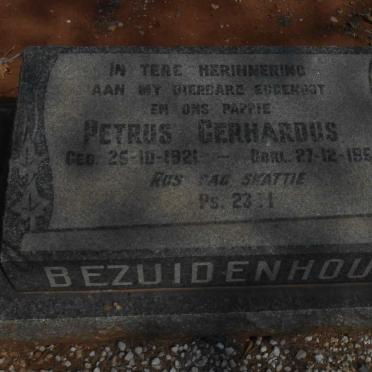 IN TERE HERINNERING
AAN MY DIERBARE EGGENOOT
EN ONS PAPPIE
PETRUS GERHARDUS
GEB. 25-10-1921 – OORL. 27-12-195
RUS SAG SKATTIE
PS. 23:1
BEZUIDENHOU